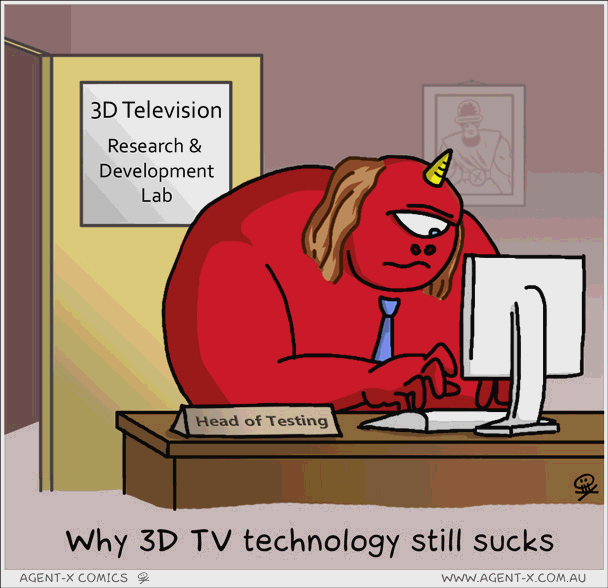 3D Television
Research &
Development
Lab
Head of Testing
Why 3D TV technology still sucks
AGENT-X COMICS
WWW.AGENT-X.COM.AU